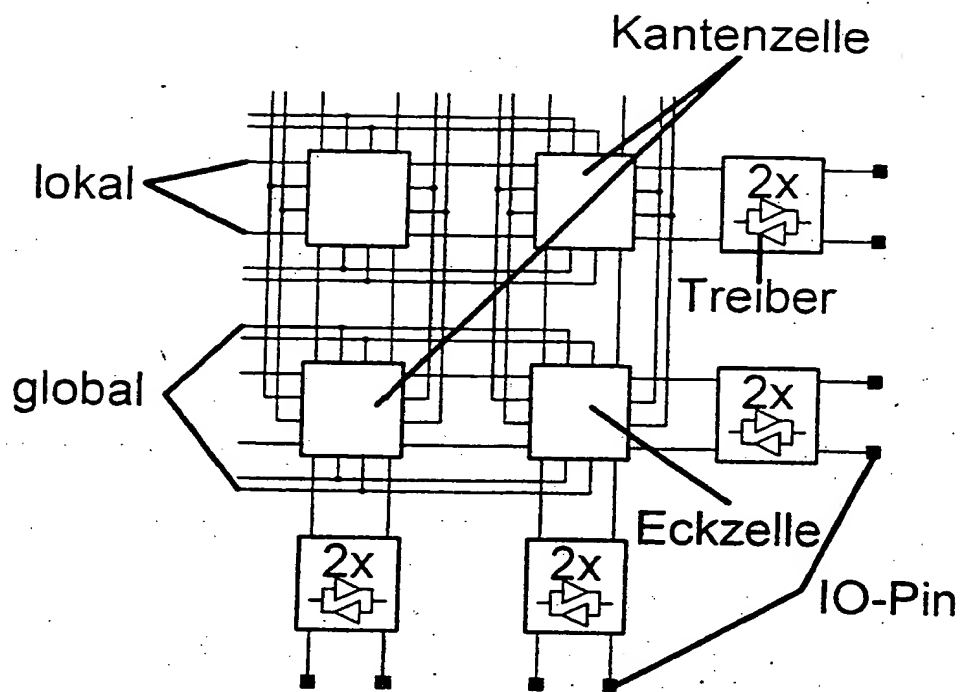 Kantenzelle
lokal
2x
Treiber
global
2x
Eckzelle
2x
2x
IO-Pin